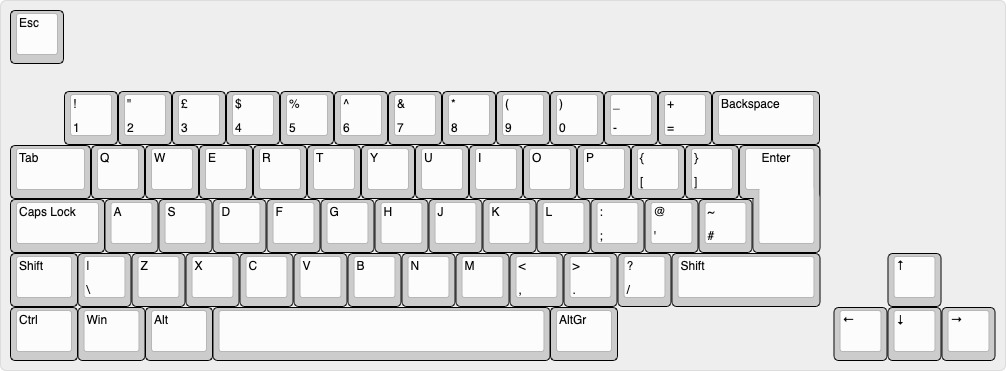 Esc
! " £ $ % ^ & * ( ) _ + Backspace
1 2 3 4 5 6 7 8 9 0 - =
Tab Q W E R T Y U I O P { } Enter
[ ]
Caps Lock A S D F G H J K L : @ ~
; ' #
Shift | Z X C V B N M < > ? Shift ↑
\ , . /
Ctrl Win Alt AltGr ← ↓ →